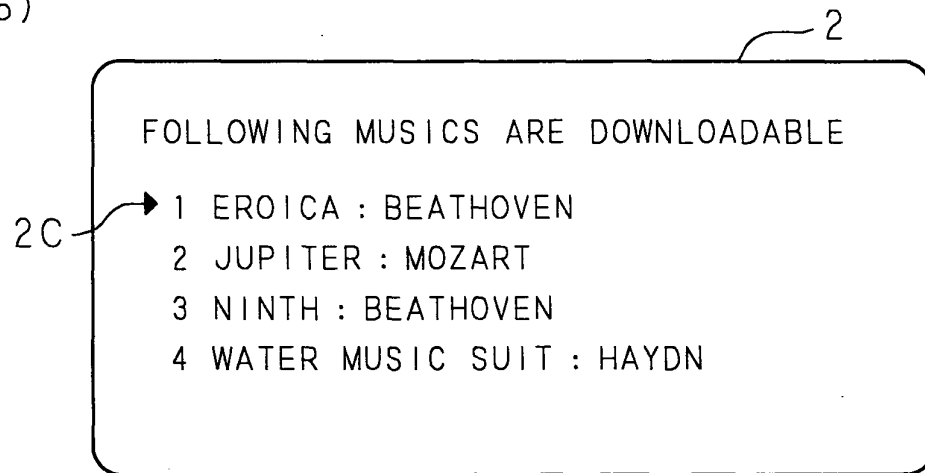 2
FOLLOWING MUSICS ARE DOWNLOADABLE
1 EROICA : BEATHOVEN
2C
2 JUPITER : MOZART
3 NINTH : BEATHOVEN
4 WATER MUSIC SUIT : HAYDN